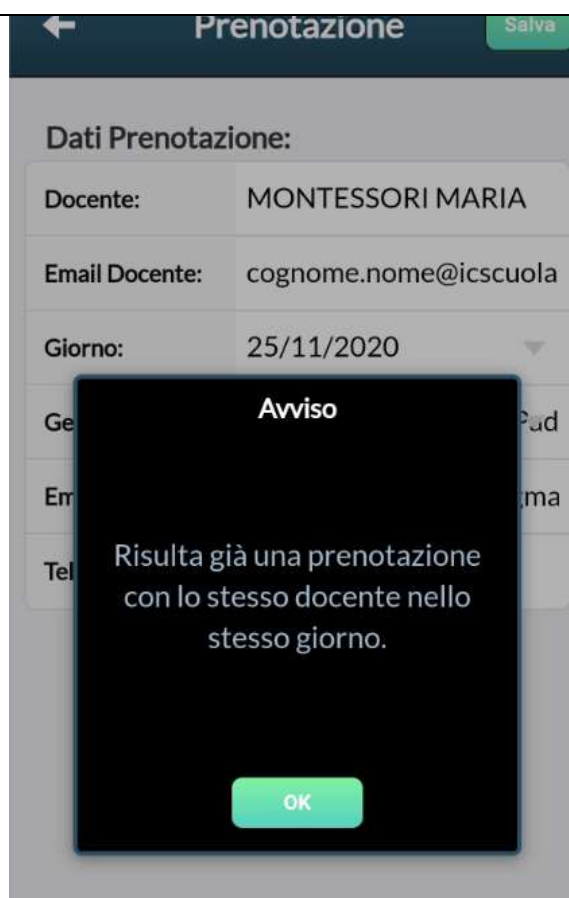 Prenotazione Salva
Dati Prenotazione:
Docente: MONTESSORI MARIA
Email Docente: cognome.nome@icscuola
Giorno: 25/11/2020
Avviso
Risulta già una prenotazione
con lo stesso docente nello
stesso giorno.
OK